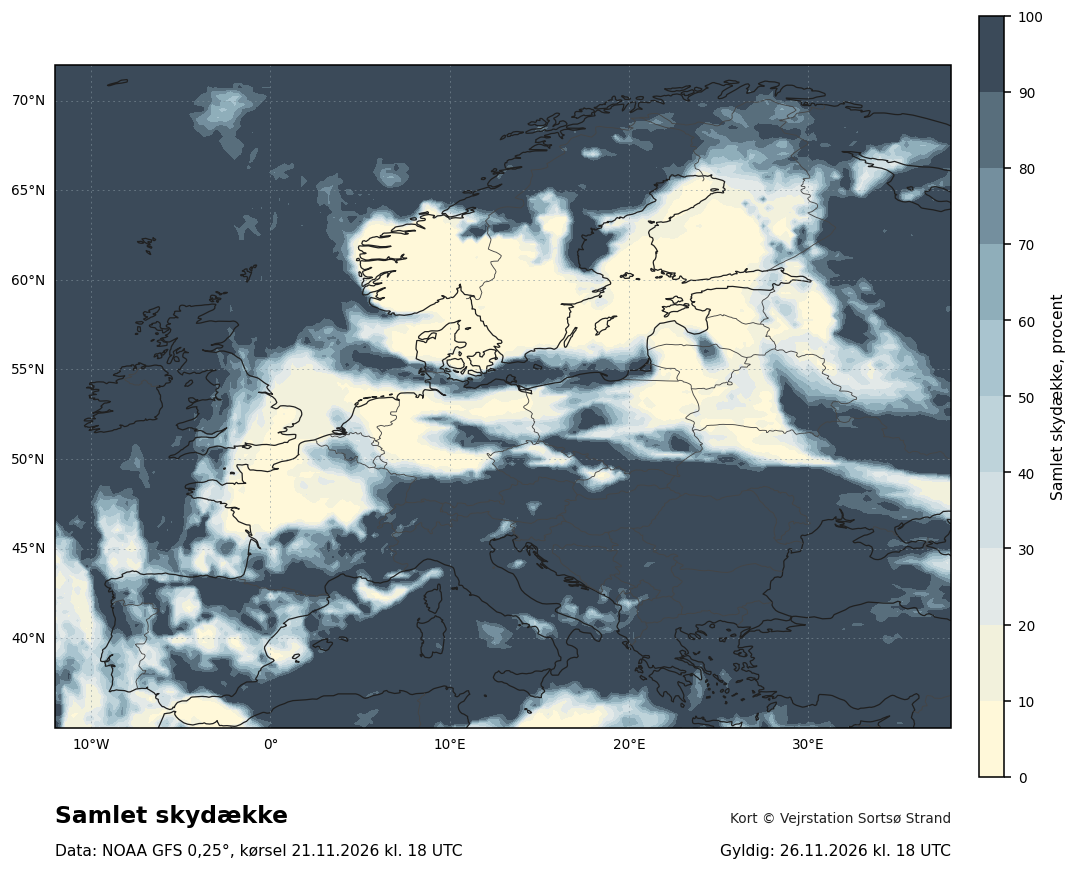 100
90
80
70
60
50
40
30
20
10
0
Samlet skydække, procent
70°N
65°N
60°N
55°N
50°N
45°N
40°N
10°W
0°
10°E
20°E
30°E
Samlet skydække
Kort © Vejrstation Sortsø Strand
Data: NOAA GFS 0,25°, kørsel 21.11.2026 kl. 18 UTC
Gyldig: 26.11.2026 kl. 18 UTC